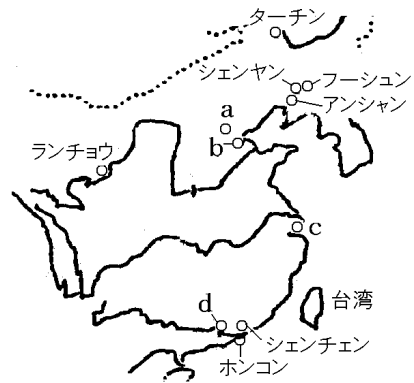 ターチン
シェンヤン
フーシュン
アンシャン
a
b
ランチョウ
c
台湾
d
シェンチェン
ホンコン